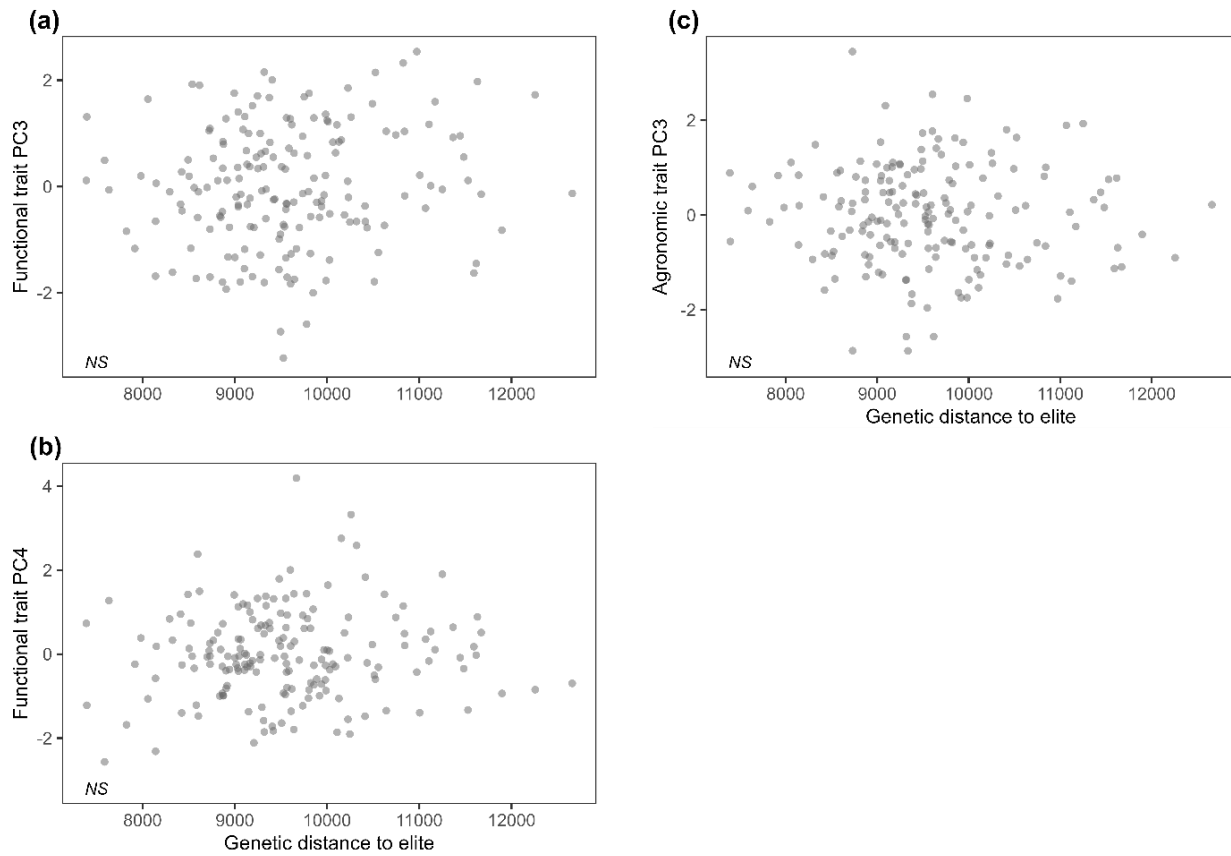 (a)
Functional trait PC3
2
0
-2
NS
8000 9000 10000 11000 12000
(b)
Functional trait PC4
4
2
0
-2
NS
8000 9000 10000 11000 12000
Genetic distance to elite
(c)
Agronomic trait PC3
2
0
-2
NS
8000 9000 10000 11000 12000
Genetic distance to elite